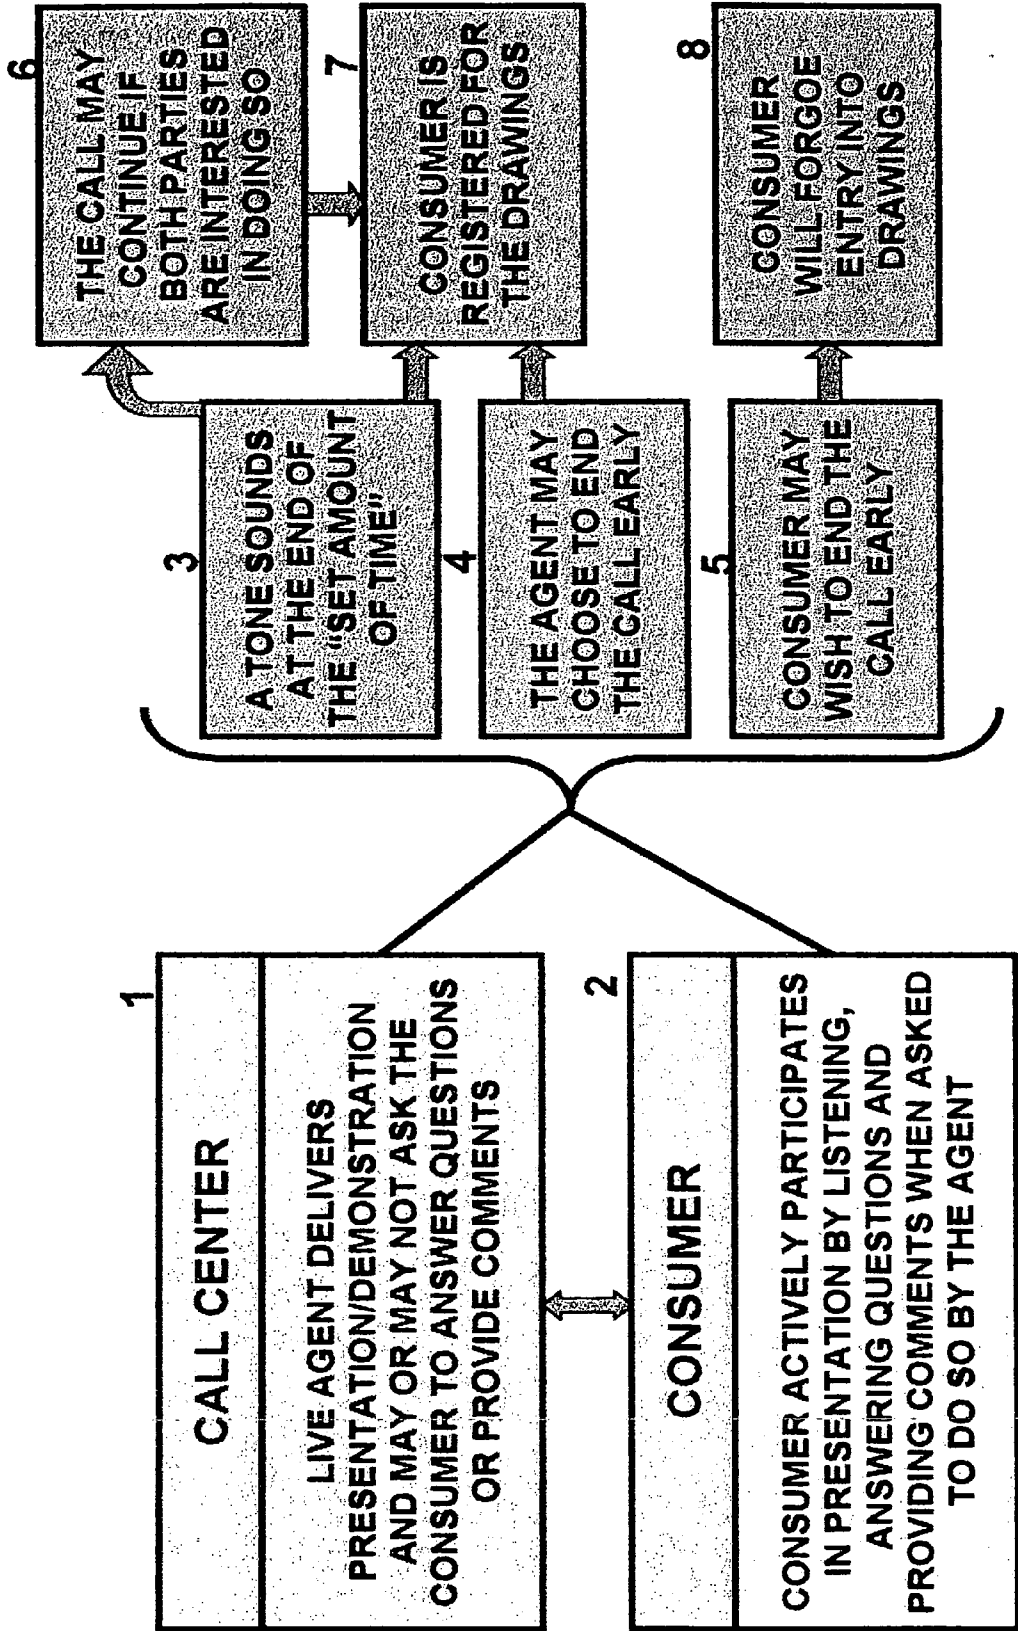 1
CALL CENTER
LIVE AGENT DELIVERS
PRESENTATION/DEMONSTRATION
AND MAY OR MAY NOT ASK THE
CONSUMER TO ANSWER QUESTIONS
OR PROVIDE COMMENTS
2
CONSUMER
CONSUMER ACTIVELY PARTICIPATES
IN PRESENTATION BY LISTENING,
ANSWERING QUESTIONS AND
PROVIDING COMMENTS WHEN ASKED
TO DO SO BY THE AGENT
3
A TONE SOUNDS
AT THE END OF
THE "SET AMOUNT
OF TIME"
4
THE AGENT MAY
CHOOSE TO END
THE CALL EARLY
5
CONSUMER MAY
WISH TO END THE
CALL EARLY
6
THE CALL MAY
CONTINUE IF
BOTH PARTIES
ARE INTERESTED
IN DOING SO
7
CONSUMER IS
REGISTERED FOR
THE DRAWINGS
8
CONSUMER
WILL FORGOE
ENTRY INTO
DRAWINGS